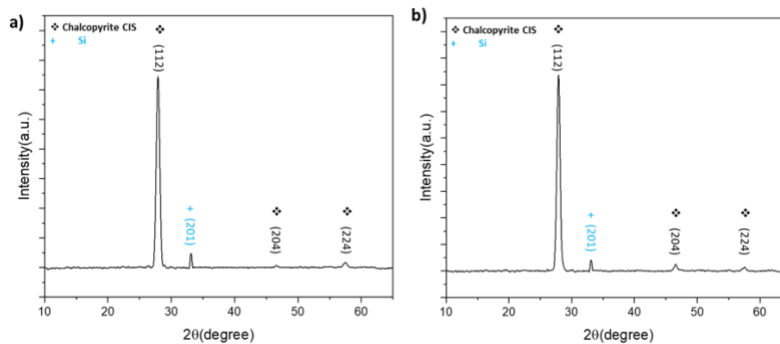 a)
❖ Chalcopyrite CIS
+ Si
❖
(112)
+
(201)
❖
(204)
❖
(224)
Intensity(a.u.)
10 20 30 40 50 60
2θ(degree)
b)
❖ Chalcopyrite CIS
+ Si
❖
(112)
+
(201)
❖
(204)
❖
(224)
Intensity(a.u.)
10 20 30 40 50 60
2θ(degree)